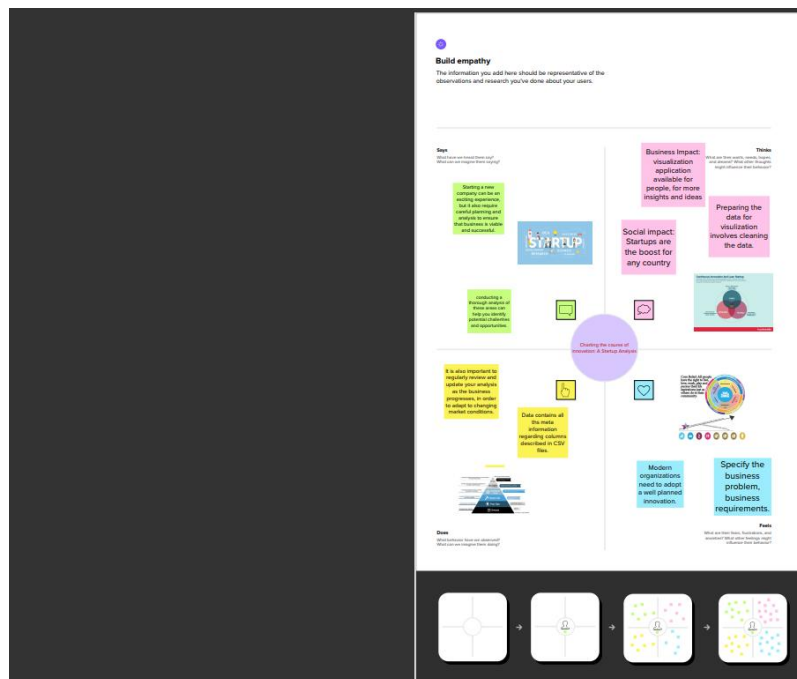 Build empathy
The information you add here should be representative of the
observations and research you've done about your users.
Says
What have we heard them say?
What can we imagine them saying?
Thinks
What are their wants, needs, hopes,
and dreams? What other thoughts
might influence their behavior?
Starting a new
company can be an
exciting experience,
but it also require
careful planning and
analysis to ensure
that business is viable
and successful.
STARTUP
conducting a
thorough analysis of
these areas can
help you identify
potential challenges
and opportunities.
Business Impact:
visualization
application
available for
people, for more
insights and ideas
Preparing the
data for
visulization
involves cleaning
the data.
Social impact:
Startups are
the boost for
any country
Charting the course of
Innovation: A Startup Analysis
It is also important to
regularly review and
update your analysis
as the business
progresses, in order
to adapt to changing
market conditions.
Data contains all
the meta
information
regarding columns
described in CSV
files.
Modern
organizations
need to adopt
a well planned
innovation.
Specify the
business
problem,
business
requirements.
Does
What behavior have we observed?
What can we imagine them doing?
Feels
What are their fears, frustrations, and
anxieties? What other feelings might
influence their behavior?